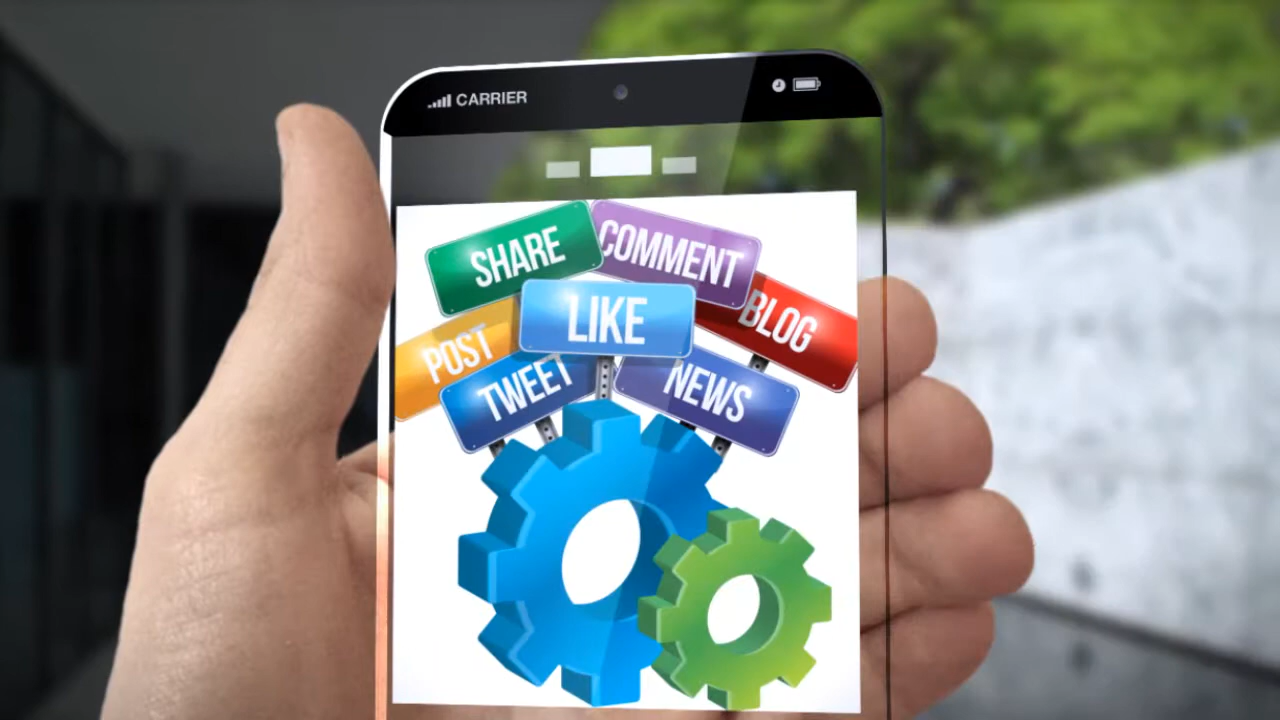 CARRIER
SHARE
COMMENT
LIKE
BLOG
POST
TWEET
NEWS